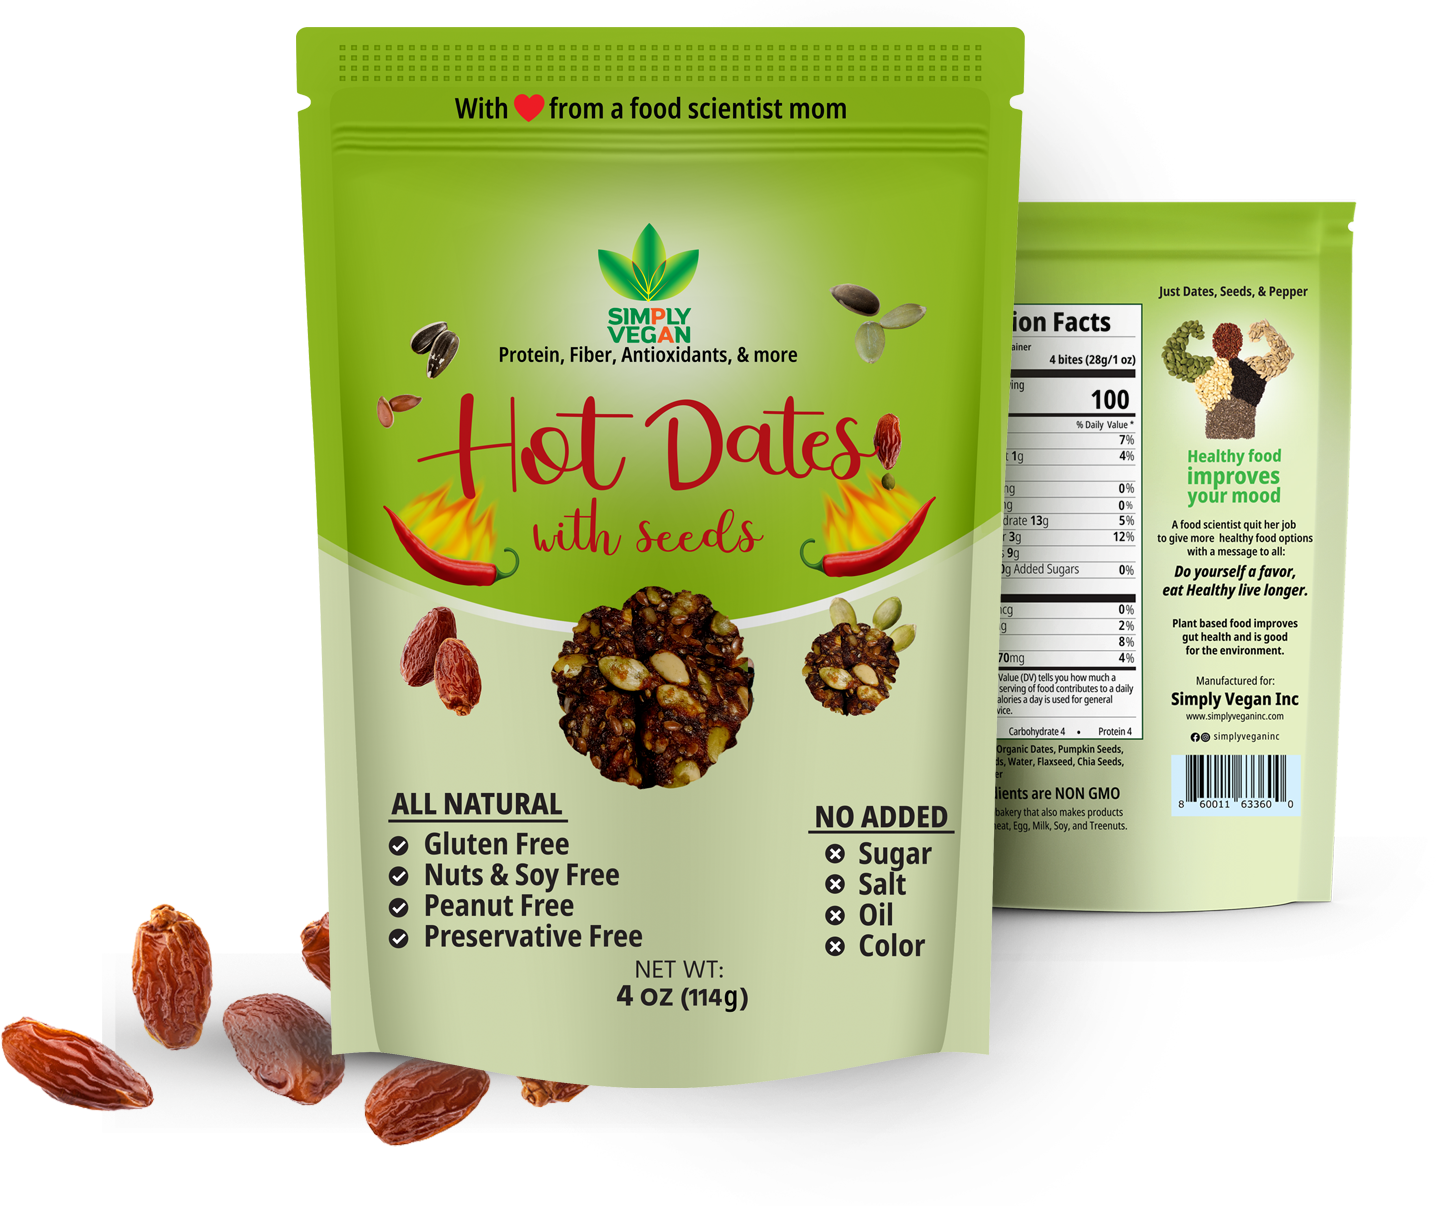 With ❤ from a food scientist mom
SIMPLY
VEGAN
Protein, Fiber, Antioxidants, & more
Hot Dates
with seeds
ALL NATURAL
Gluten Free
Nuts & Soy Free
Peanut Free
Preservative Free
NO ADDED
Sugar
Salt
Oil
Color
NET WT:
4 OZ (114g)
ion Facts
ainer
4 bites (28g/1 oz)
ving
100
% Daily Value *
7%
1g 4%
0%
0%
drate 13g 5%
3g 12%
9g
0g Added Sugars 0%
mcg 0%
2%
8%
70mg 4%
Value (DV) tells you how much a
serving of food contributes to a daily
alories a day is used for general
vice.
Carbohydrate 4 • Protein 4
Organic Dates, Pumpkin Seeds,
ds, Water, Flaxseed, Chia Seeds,
er
dients are NON GMO
bakery that also makes products
heat, Egg, Milk, Soy, and Treenuts.
Just Dates, Seeds, & Pepper
Healthy food
improves
your mood
A food scientist quit her job
to give more healthy food options
with a message to all:
Do yourself a favor,
eat Healthy live longer.
Plant based food improves
gut health and is good
for the environment.
Manufactured for:
Simply Vegan Inc
www.simplyveganinc.com
simplyveganinc
8 60011 63360 0